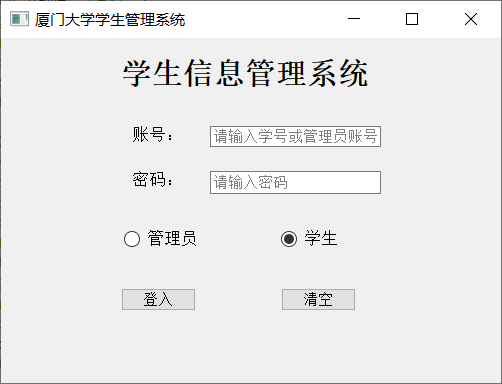 厦门大学学生管理系统
学生信息管理系统
账号： 请输入学号或管理员账号
密码： 请输入密码
管理员 学生
登入 清空